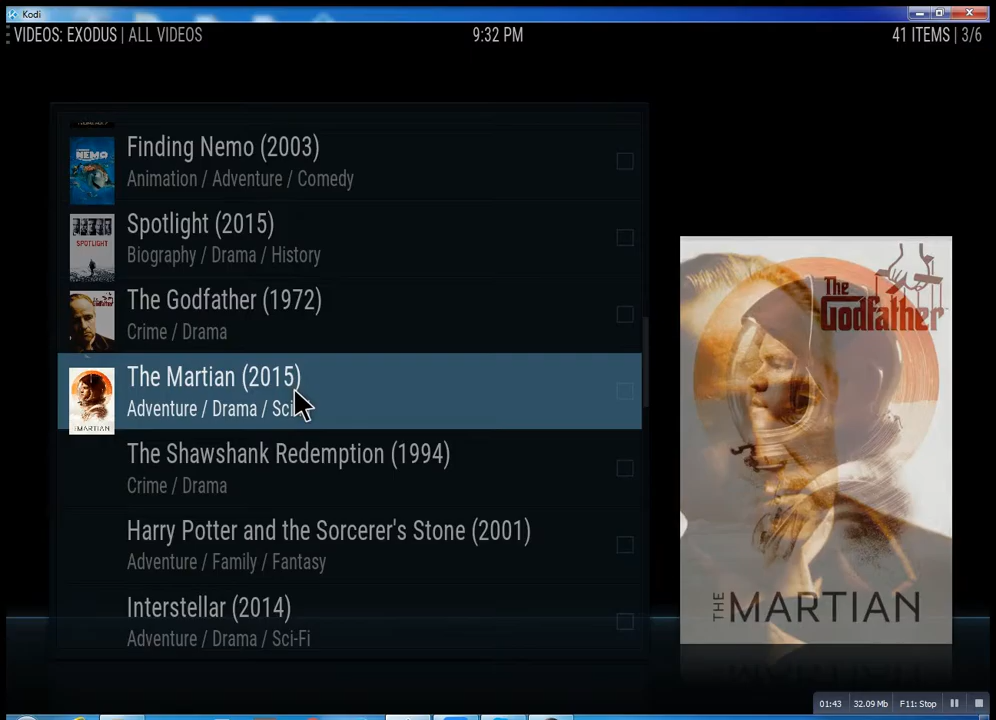 Kodi
VIDEOS: EXODUS | ALL VIDEOS
9:32 PM
41 ITEMS | 3/6
Finding Nemo (2003)
Animation / Adventure / Comedy
NEMO
Spotlight (2015)
Biography / Drama / History
SPOTLIGHT
The Godfather (1972)
Crime / Drama
The Martian (2015)
Adventure / Drama / Sci
MARTIAN
The Shawshank Redemption (1994)
Crime / Drama
Harry Potter and the Sorcerer's Stone (2001)
Adventure / Family / Fantasy
Interstellar (2014)
Adventure / Drama / Sci-Fi
The
Godfather
THE MARTIAN
01:43 32.09 Mb F11: Stop